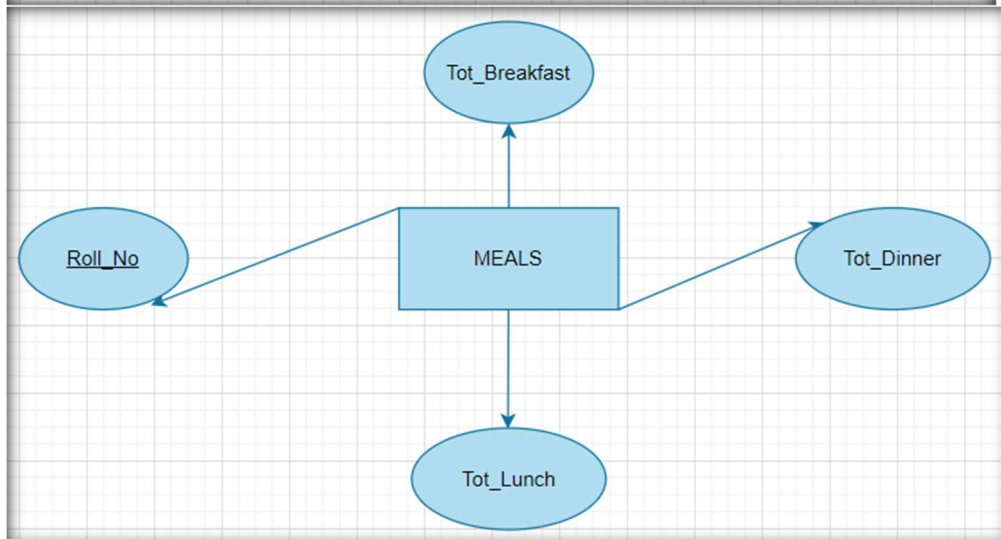 Tot_Breakfast
Roll_No
MEALS
Tot_Dinner
Tot_Lunch